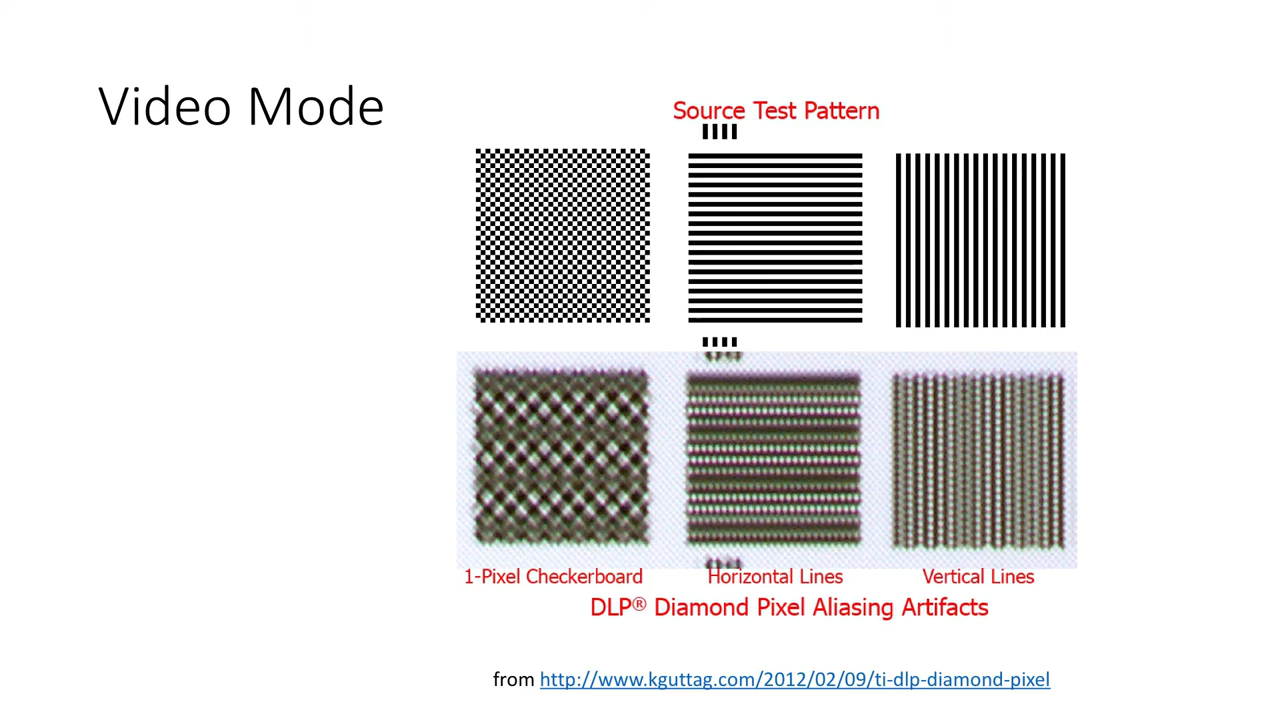 Video Mode
Source Test Pattern
1-Pixel Checkerboard
Horizontal Lines
Vertical Lines
DLP® Diamond Pixel Aliasing Artifacts
from http://www.kguttag.com/2012/02/09/ti-dlp-diamond-pixel